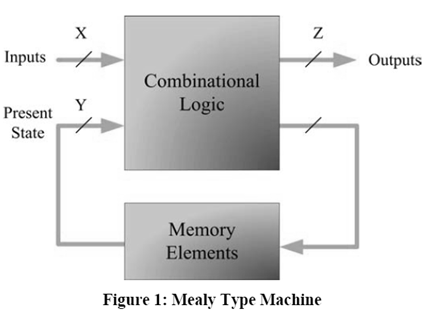 X
Z
Inputs
Combinational
Logic
Outputs
Present
State
Y
Memory
Elements
Figure 1: Mealy Type Machine